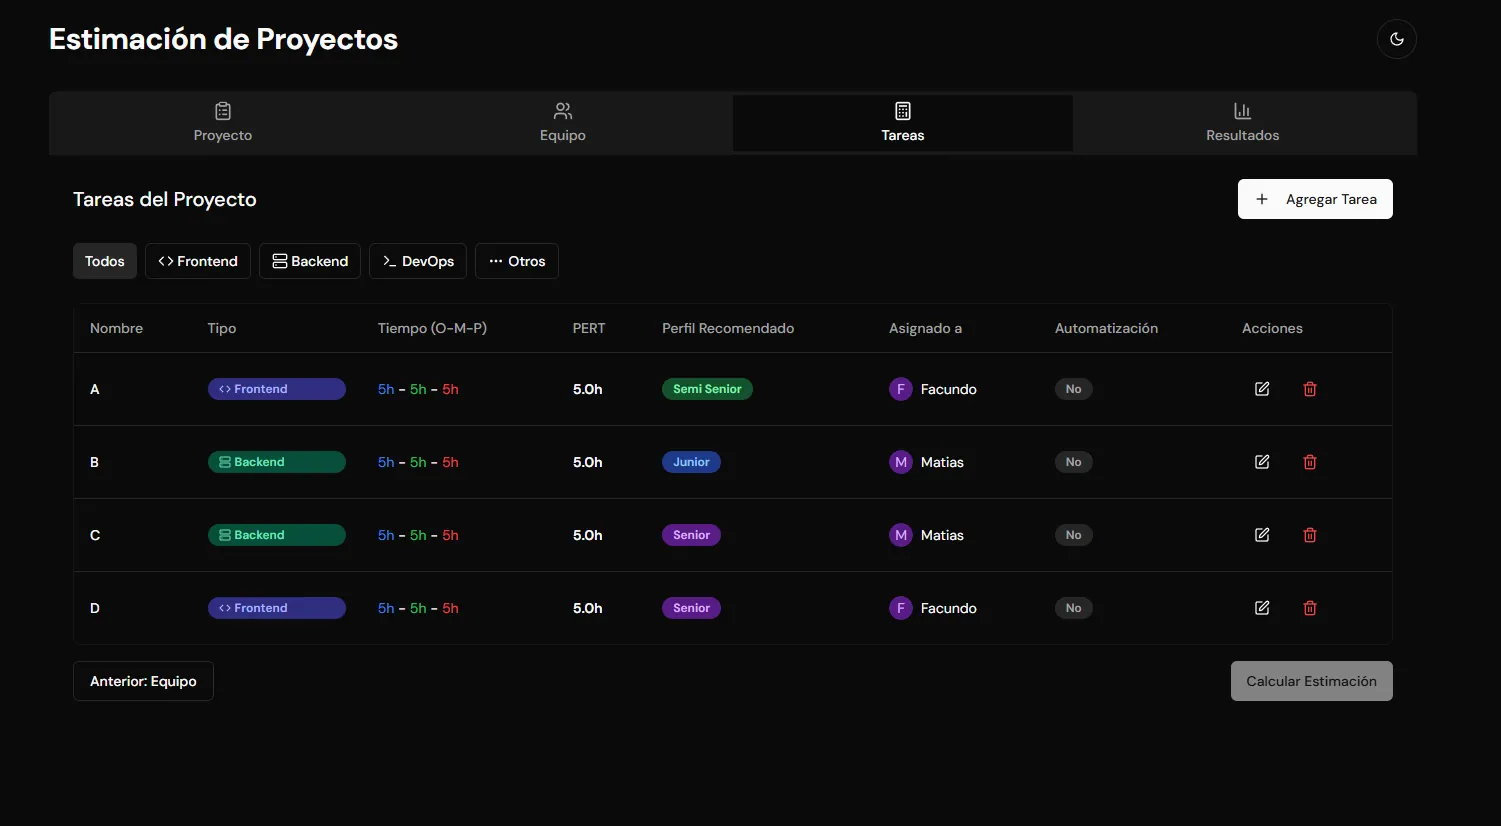 Estimación de Proyectos
Proyecto Equipo Tareas Resultados
Tareas del Proyecto
+ Agregar Tarea
Todos <> Frontend Backend >_ DevOps ··· Otros
Nombre Tipo Tiempo (O-M-P) PERT Perfil Recomendado Asignado a Automatización Acciones
A <> Frontend 5h - 5h - 5h 5.0h Semi Senior F Facundo No
B Backend 5h - 5h - 5h 5.0h Junior M Matias No
C Backend 5h - 5h - 5h 5.0h Senior M Matias No
D <> Frontend 5h - 5h - 5h 5.0h Senior F Facundo No
Anterior: Equipo Calcular Estimación